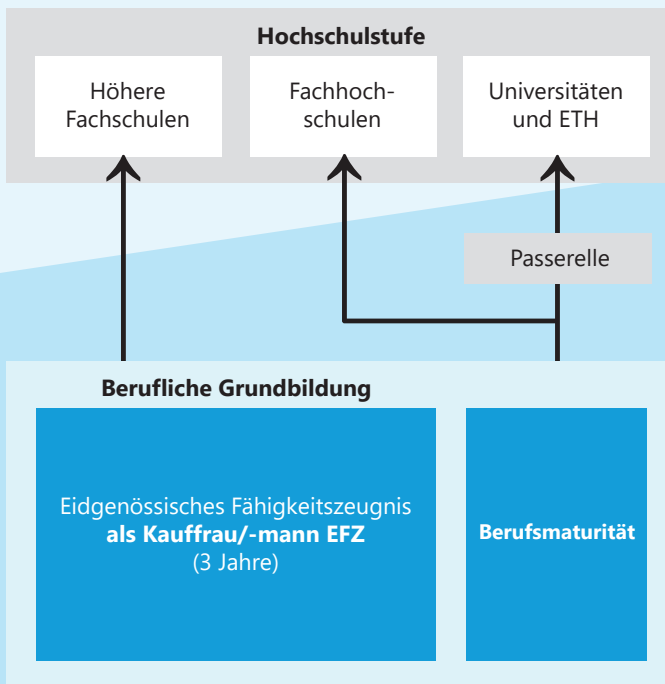 Hochschulstufe
Höhere
Fachschulen
Fachhoch-
schulen
Universitäten
und ETH
Passerelle
Berufliche Grundbildung
Eidgenössisches Fähigkeitszeugnis
als Kauffrau/-mann EFZ
(3 Jahre)
Berufsmaturität